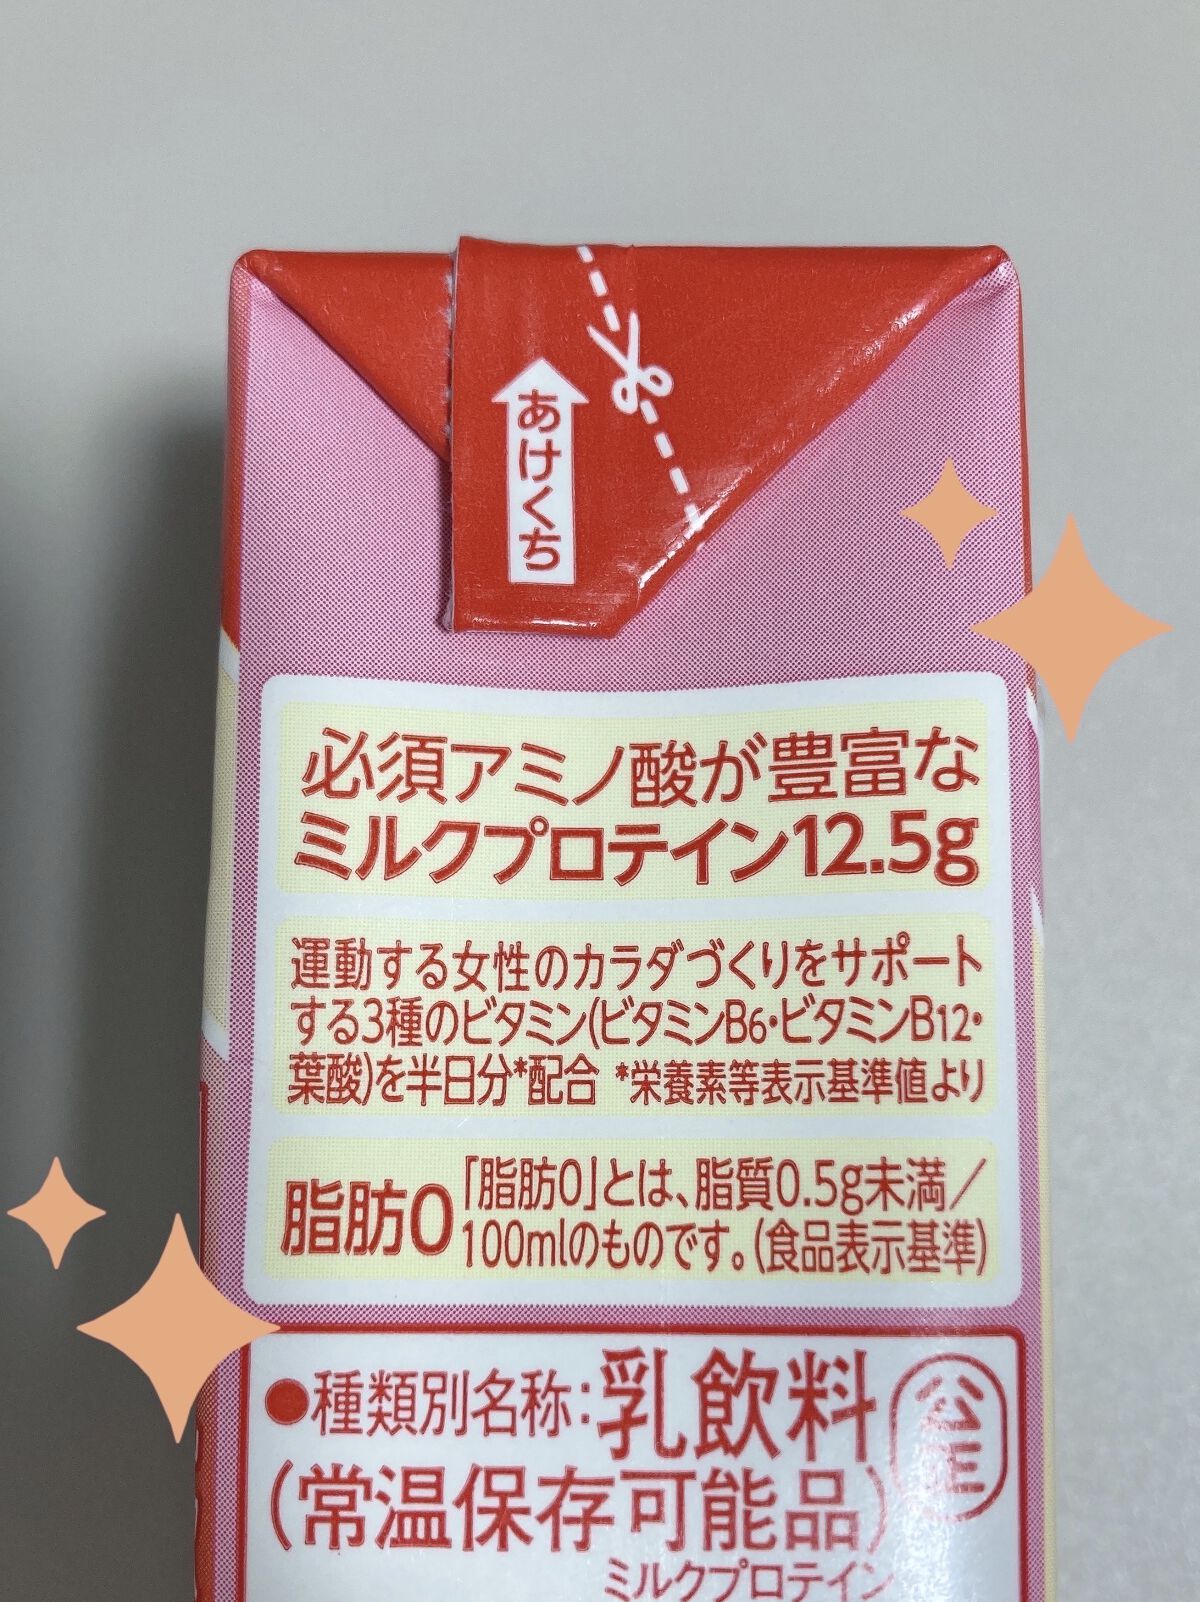 あけくち
必須アミノ酸が豊富な
ミルクプロテイン12.5g
運動する女性のカラダづくりをサポート
する3種のビタミン(ビタミンB6・ビタミンB12・
葉酸)を半日分*配合 *栄養素等表示基準値より
脂肪0
「脂肪0」とは、脂質0.5g未満/
100mlのものです。(食品表示基準)
●種類別名称:乳飲料
公正
(常温保存可能品)
ミルクプロテイン